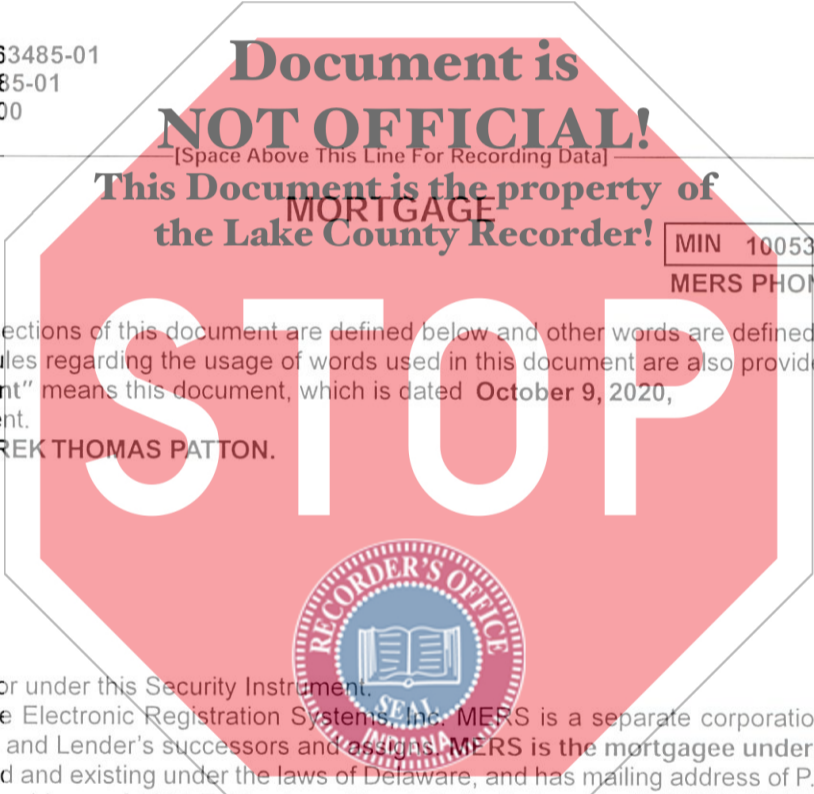 63485-01
85-01
00
Document is
NOT OFFICIAL!
[Space Above This Line For Recording Data]
This Document is the property of
MORTGAGE
the Lake County Recorder!
MIN 10053
MERS PHON
ections of this document are defined below and other words are defined
ules regarding the usage of words used in this document are also provide
nt” means this document, which is dated October 9, 2020,
ent.
REK THOMAS PATTON.
STOP
RECORDER'S OFFICE
SEAL
INDIANA
or under this Security Instrument.
e Electronic Registration Systems, Inc. MERS is a separate corporatio
and Lender's successors and assigns. MERS is the mortgagee under
d and existing under the laws of Delaware, and has mailing address of P.